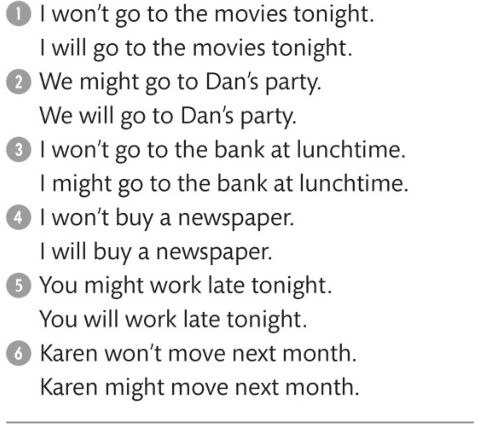 1 I won't go to the movies tonight.
I will go to the movies tonight.
2 We might go to Dan's party.
We will go to Dan's party.
3 I won't go to the bank at lunchtime.
I might go to the bank at lunchtime.
4 I won't buy a newspaper.
I will buy a newspaper.
5 You might work late tonight.
You will work late tonight.
6 Karen won't move next month.
Karen might move next month.